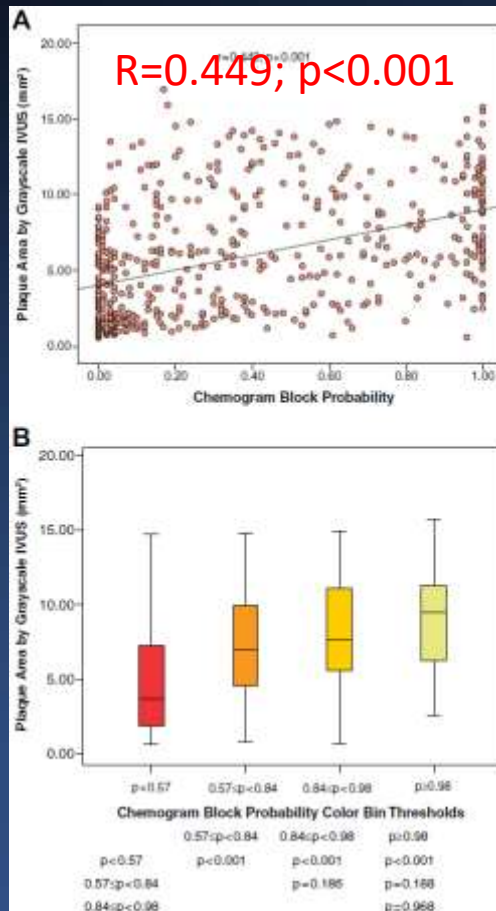 A
R=0.449; p<0.001
Plaque Area by Grayscale IVUS (mm²)
20.00
15.00
10.00
5.00
0.00
0.00 0.20 0.40 0.60 0.80 1.00
Chemogram Block Probability
B
Plaque Area by Grayscale IVUS (mm²)
20.00
15.00
10.00
5.00
0.00
p<0.57 0.57≤p<0.84 0.84≤p<0.98 p≥0.98
Chemogram Block Probability Color Bin Thresholds
0.57≤p<0.84 0.84≤p<0.98 p≥0.98
p<0.57 p<0.001 p<0.001 p<0.001
0.57≤p<0.84 p=0.168
0.84≤p<0.98